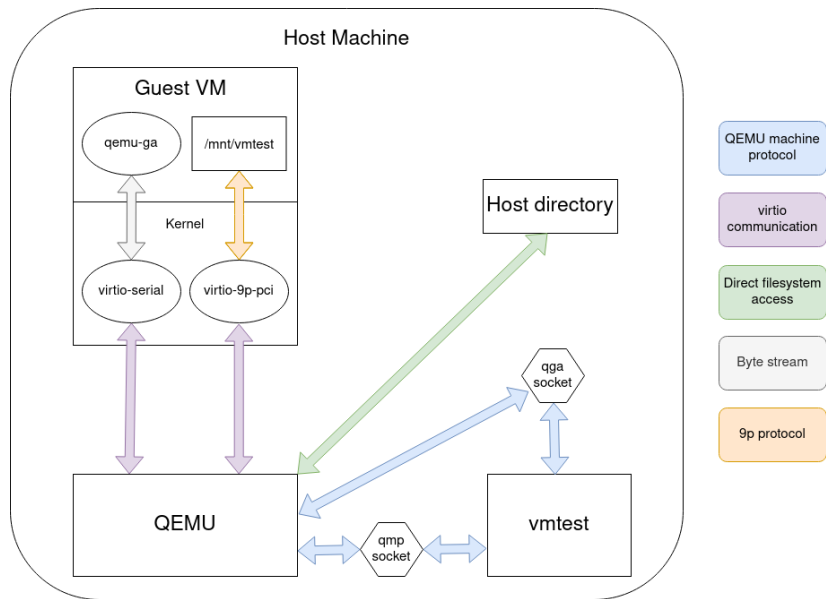 Host Machine
Guest VM
qemu-ga
/mnt/vmtest
Kernel
virtio-serial
virtio-9p-pci
Host directory
qga
socket
QEMU
qmp
socket
vmtest
QEMU machine
protocol
virtio
communication
Direct filesystem
access
Byte stream
9p protocol